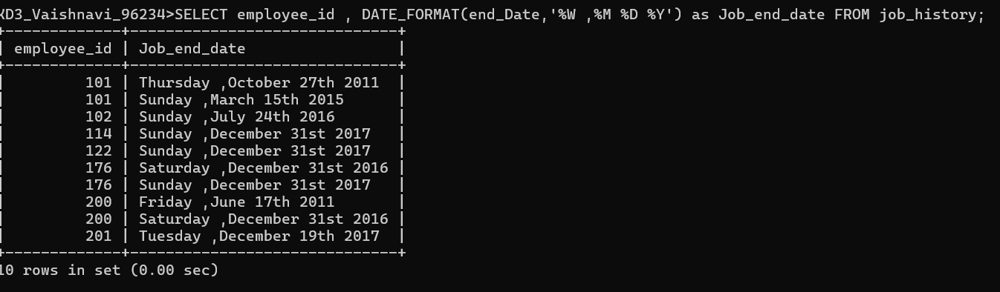 KD3_Vaishnavi_96234>SELECT employee_id , DATE_FORMAT(end_Date,'%W ,%M %D %Y') as Job_end_date FROM job_history;
+-------------+------------------------------+
| employee_id | Job_end_date                 |
+-------------+------------------------------+
|         101 | Thursday ,October 27th 2011  |
|         101 | Sunday ,March 15th 2015      |
|         102 | Sunday ,July 24th 2016       |
|         114 | Sunday ,December 31st 2017   |
|         122 | Sunday ,December 31st 2017   |
|         176 | Saturday ,December 31st 2016 |
|         176 | Sunday ,December 31st 2017   |
|         200 | Friday ,June 17th 2011       |
|         200 | Saturday ,December 31st 2016 |
|         201 | Tuesday ,December 19th 2017  |
+-------------+------------------------------+
10 rows in set (0.00 sec)